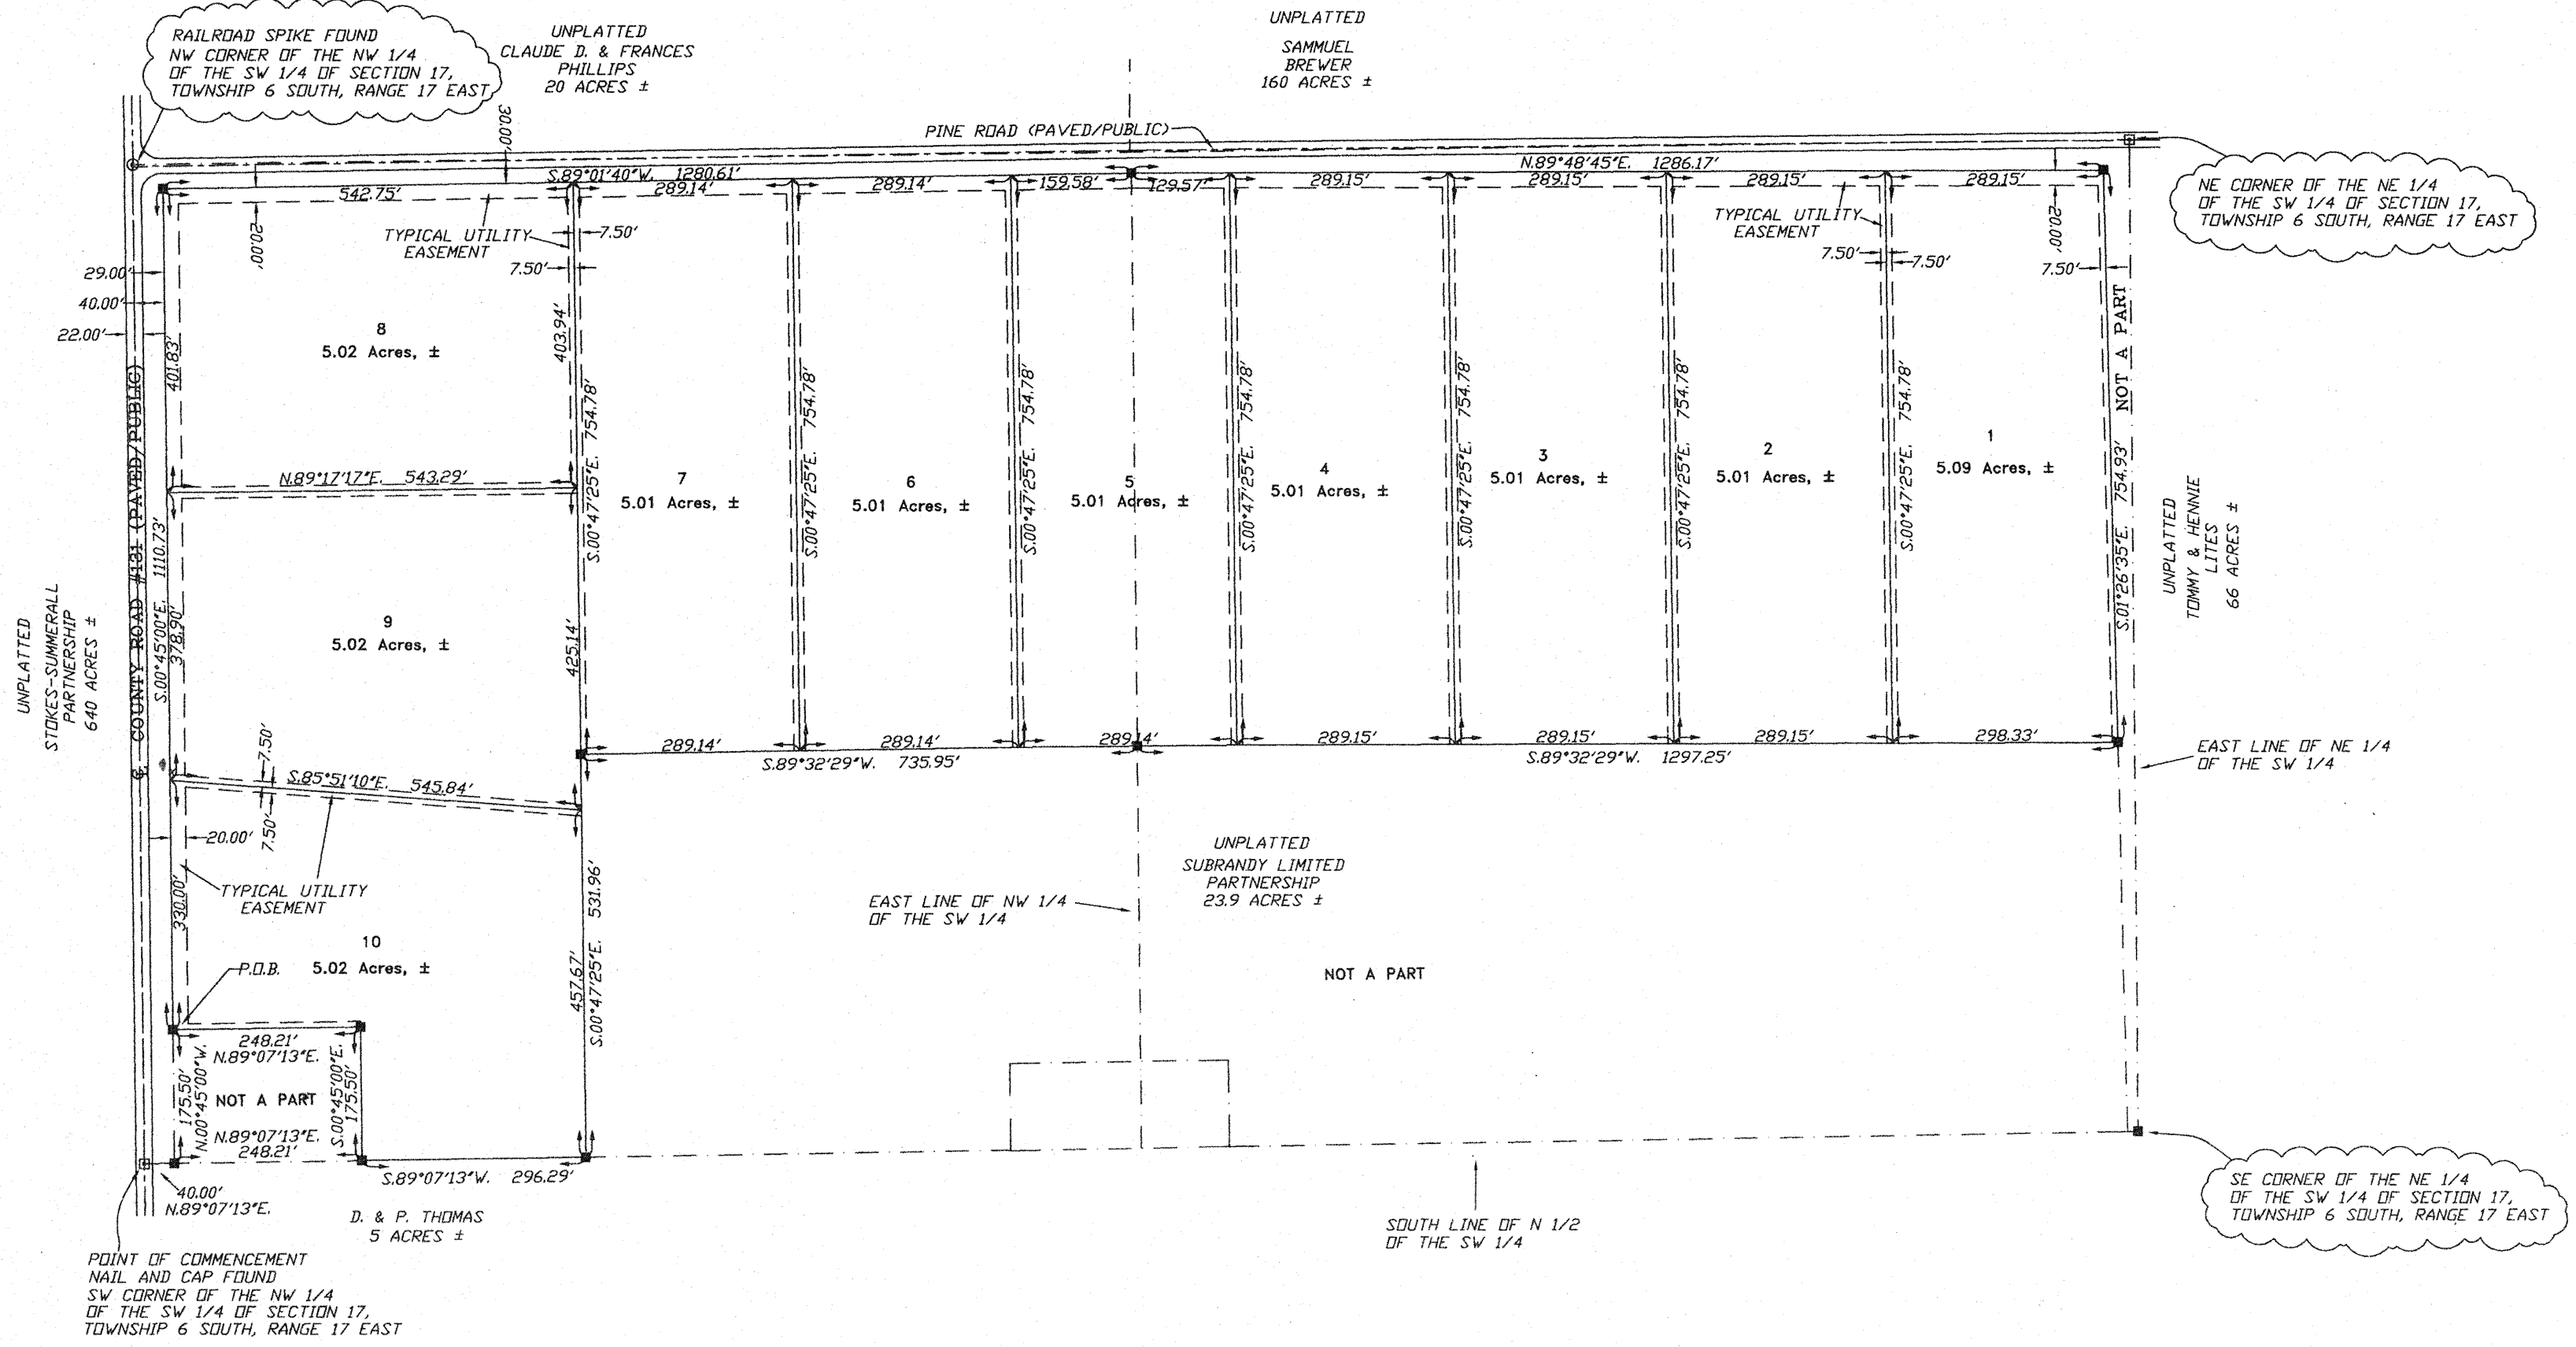 RAILROAD SPIKE FOUND
NW CORNER OF THE NW 1/4
OF THE SW 1/4 OF SECTION 17,
TOWNSHIP 6 SOUTH, RANGE 17 EAST
UNPLATTED
CLAUDE D. & FRANCES
PHILLIPS
20 ACRES ±
UNPLATTED
SAMMUEL
BREWER
160 ACRES ±
PINE ROAD (PAVED/PUBLIC)
NE CORNER OF THE NE 1/4
OF THE SW 1/4 OF SECTION 17,
TOWNSHIP 6 SOUTH, RANGE 17 EAST
30.00'
S.89°01'40"W. 1280.61'
N.89°48'45"E. 1286.17'
542.75'
289.14'
289.14'
159.58'
129.57'
289.15'
289.15'
289.15'
289.15'
20.00'
TYPICAL UTILITY
EASEMENT
7.50'
7.50'
TYPICAL UTILITY
EASEMENT
7.50'
7.50'
20.00'
7.50'
29.00'
40.00'
22.00'
401.83'
8
5.02 Acres, ±
403.94'
S.00°47'25"E. 754.78'
7
5.01 Acres, ±
S.00°47'25"E. 754.78'
6
5.01 Acres, ±
S.00°47'25"E. 754.78'
5
5.01 Acres, ±
S.00°47'25"E. 754.78'
4
5.01 Acres, ±
S.00°47'25"E. 754.78'
3
5.01 Acres, ±
S.00°47'25"E. 754.78'
2
5.01 Acres, ±
S.00°47'25"E. 754.78'
1
5.09 Acres, ±
S.01°26'35"E. 754.93'
NOT A PART
UNPLATTED
TOMMY & HENNIE
LITES
66 ACRES ±
N.89°17'17"E. 543.29'
COUNTY ROAD #131 (PAVED/PUBLIC)
S.00°45'00"E. 1110.73'
378.90'
9
5.02 Acres, ±
425.14'
UNPLATTED
STOKES-SUMMERALL
PARTNERSHIP
640 ACRES ±
289.14'
289.14'
289.14'
289.15'
289.15'
289.15'
298.33'
S.89°32'29"W. 735.95'
S.89°32'29"W. 1297.25'
EAST LINE OF NE 1/4
OF THE SW 1/4
7.50'
S.85°51'10"E. 545.84'
7.50'
20.00'
TYPICAL UTILITY
EASEMENT
330.00'
10
5.02 Acres, ±
P.O.B.
457.67'
S.00°47'25"E. 531.96'
UNPLATTED
SUBRANDY LIMITED
PARTNERSHIP
23.9 ACRES ±
EAST LINE OF NW 1/4
OF THE SW 1/4
NOT A PART
248.21'
N.89°07'13"E.
175.50'
N.00°45'00"W.
NOT A PART
S.00°45'00"E.
175.50'
N.89°07'13"E.
248.21'
S.89°07'13"W. 296.29'
40.00'
N.89°07'13"E.
D. & P. THOMAS
5 ACRES ±
SOUTH LINE OF N 1/2
OF THE SW 1/4
SE CORNER OF THE NE 1/4
OF THE SW 1/4 OF SECTION 17,
TOWNSHIP 6 SOUTH, RANGE 17 EAST
POINT OF COMMENCEMENT
NAIL AND CAP FOUND
SW CORNER OF THE NW 1/4
OF THE SW 1/4 OF SECTION 17,
TOWNSHIP 6 SOUTH, RANGE 17 EAST